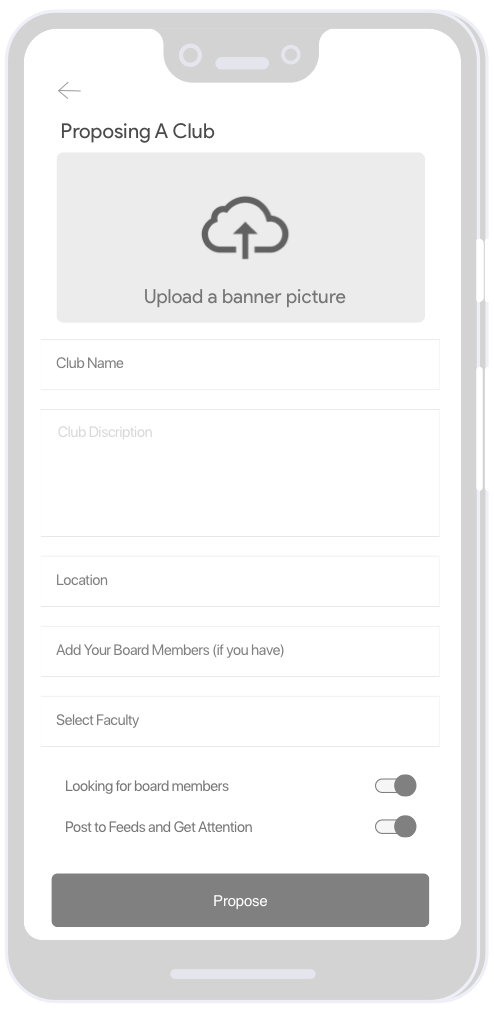 Proposing A Club
Upload a banner picture
Club Name
Club Discription
Location
Add Your Board Members (if you have)
Select Faculty
Looking for board members
Post to Feeds and Get Attention
Propose